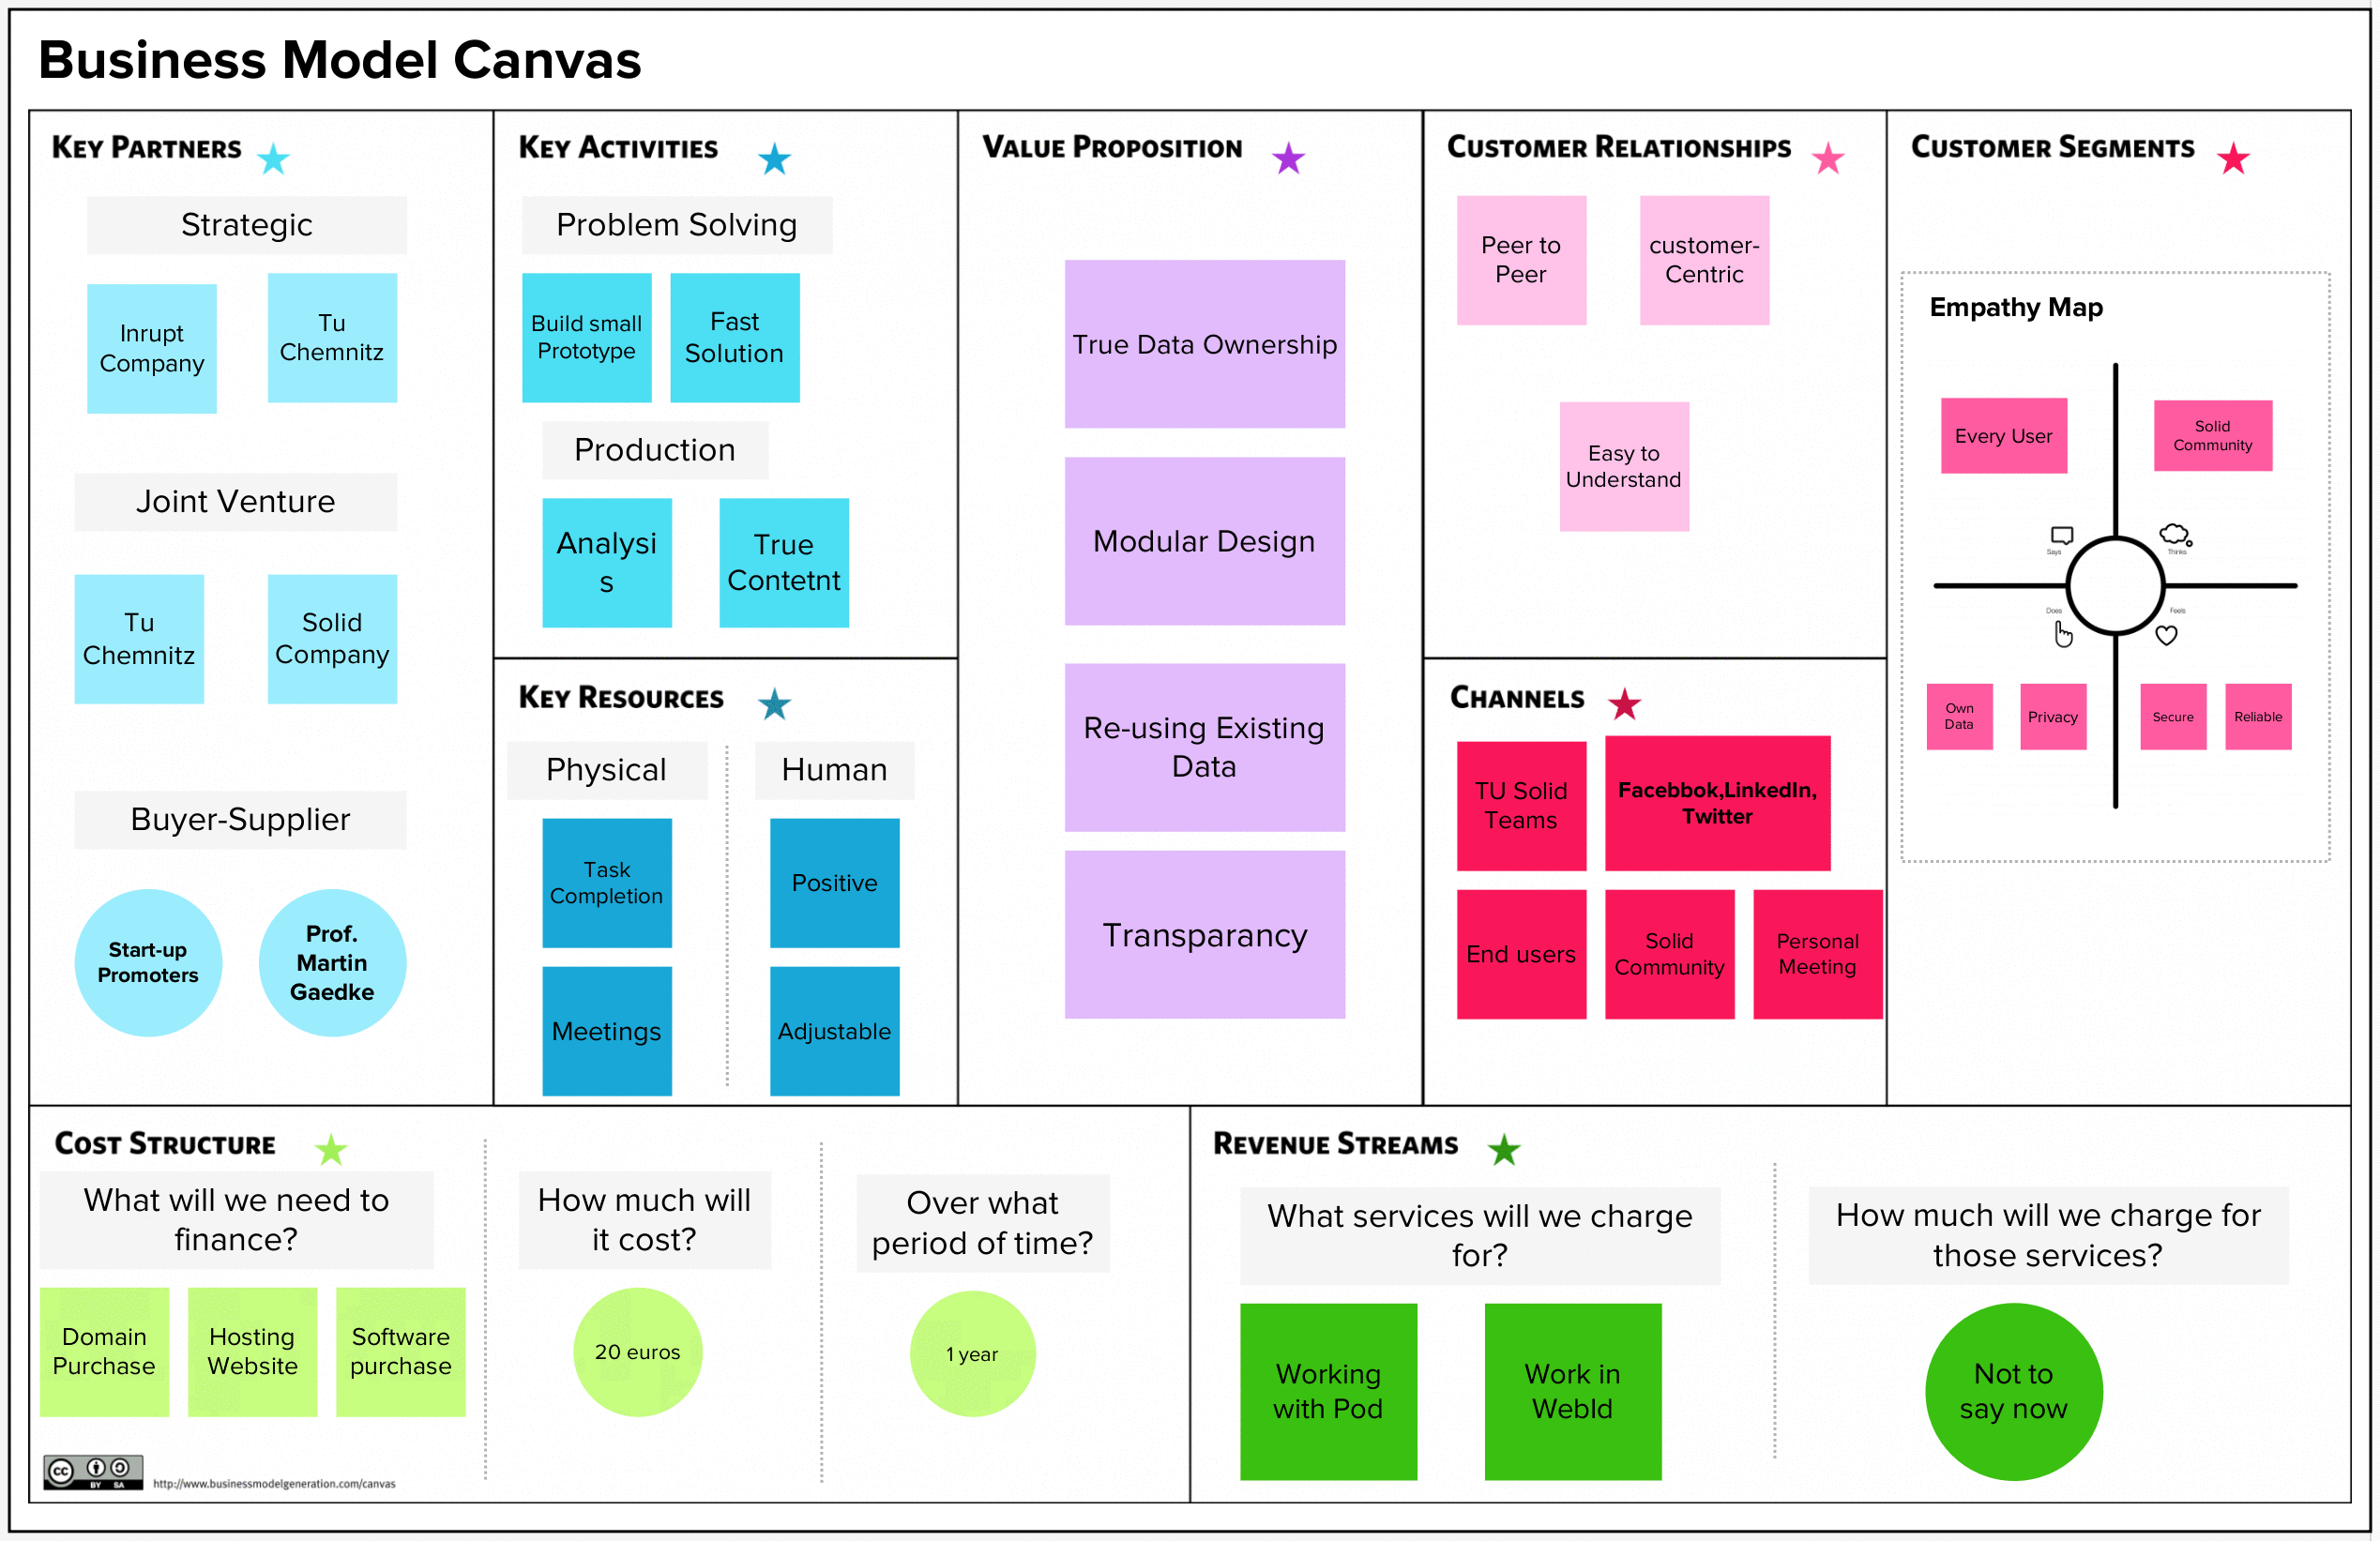 Business Model Canvas
KEY PARTNERS
Strategic
Inrupt
Company
Tu
Chemnitz
Joint Venture
Tu
Chemnitz
Solid
Company
Buyer-Supplier
Start-up
Promoters
Prof.
Martin
Gaedke
KEY ACTIVITIES
Problem Solving
Build small
Prototype
Fast
Solution
Production
Analysi
s
True
Contetnt
KEY RESOURCES
Physical
Human
Task
Completion
Positive
Meetings
Adjustable
VALUE PROPOSITION
True Data Ownership
Modular Design
Re-using Existing
Data
Transparancy
CUSTOMER RELATIONSHIPS
Peer to
Peer
customer-
Centric
Easy to
Understand
CHANNELS
TU Solid
Teams
Facebbok,LinkedIn,
Twitter
End users
Solid
Community
Personal
Meeting
CUSTOMER SEGMENTS
Empathy Map
Every User
Solid
Community
Says
Thinks
Does
Feels
Own
Data
Privacy
Secure
Reliable
COST STRUCTURE
What will we need to
finance?
Domain
Purchase
Hosting
Website
Software
purchase
How much will
it cost?
20 euros
Over what
period of time?
1 year
cc BY SA
http://www.businessmodelgeneration.com/canvas
REVENUE STREAMS
What services will we charge
for?
Working
with Pod
Work in
WebId
How much will we charge for
those services?
Not to
say now